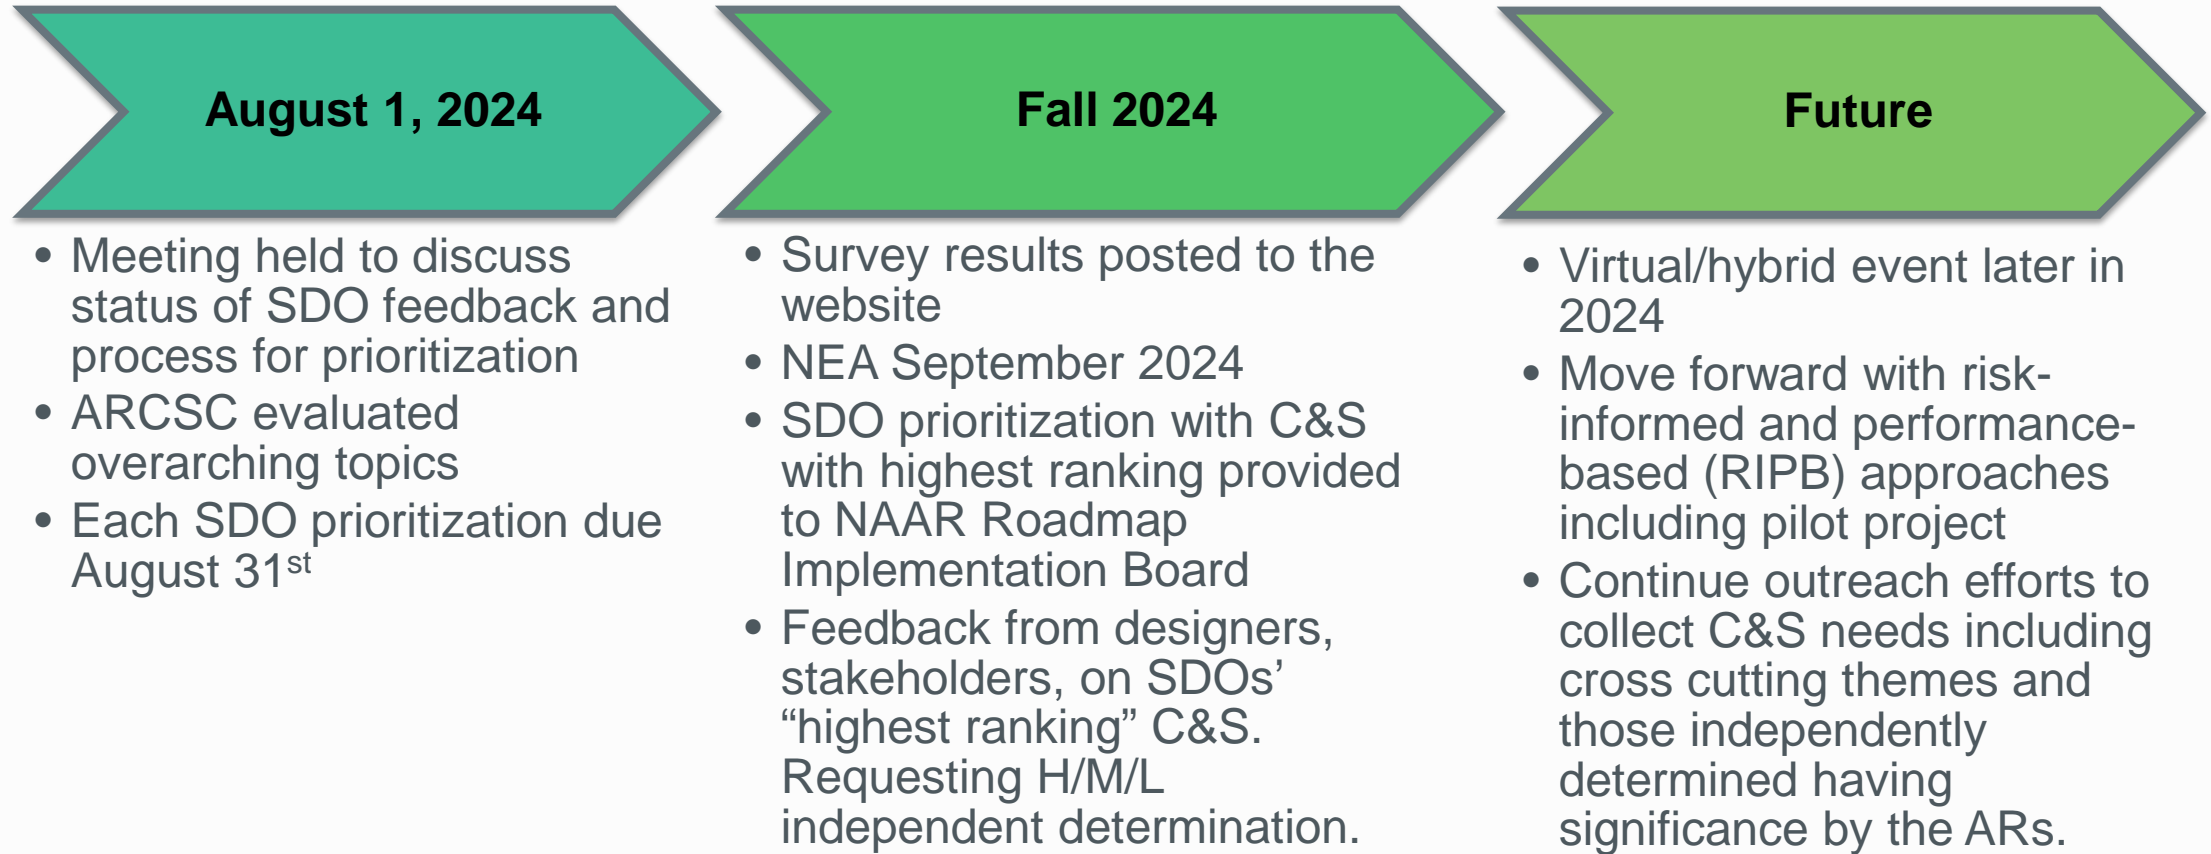 August 1, 2024
• Meeting held to discuss
status of SDO feedback and
process for prioritization
• ARCSC evaluated
overarching topics
• Each SDO prioritization due
August 31st
Fall 2024
• Survey results posted to the
website
• NEA September 2024
• SDO prioritization with C&S
with highest ranking provided
to NAAR Roadmap
Implementation Board
• Feedback from designers,
stakeholders, on SDOs’
“highest ranking” C&S.
Requesting H/M/L
independent determination.
Future
• Virtual/hybrid event later in
2024
• Move forward with risk-
informed and performance-
based (RIPB) approaches
including pilot project
• Continue outreach efforts to
collect C&S needs including
cross cutting themes and
those independently
determined having
significance by the ARs.